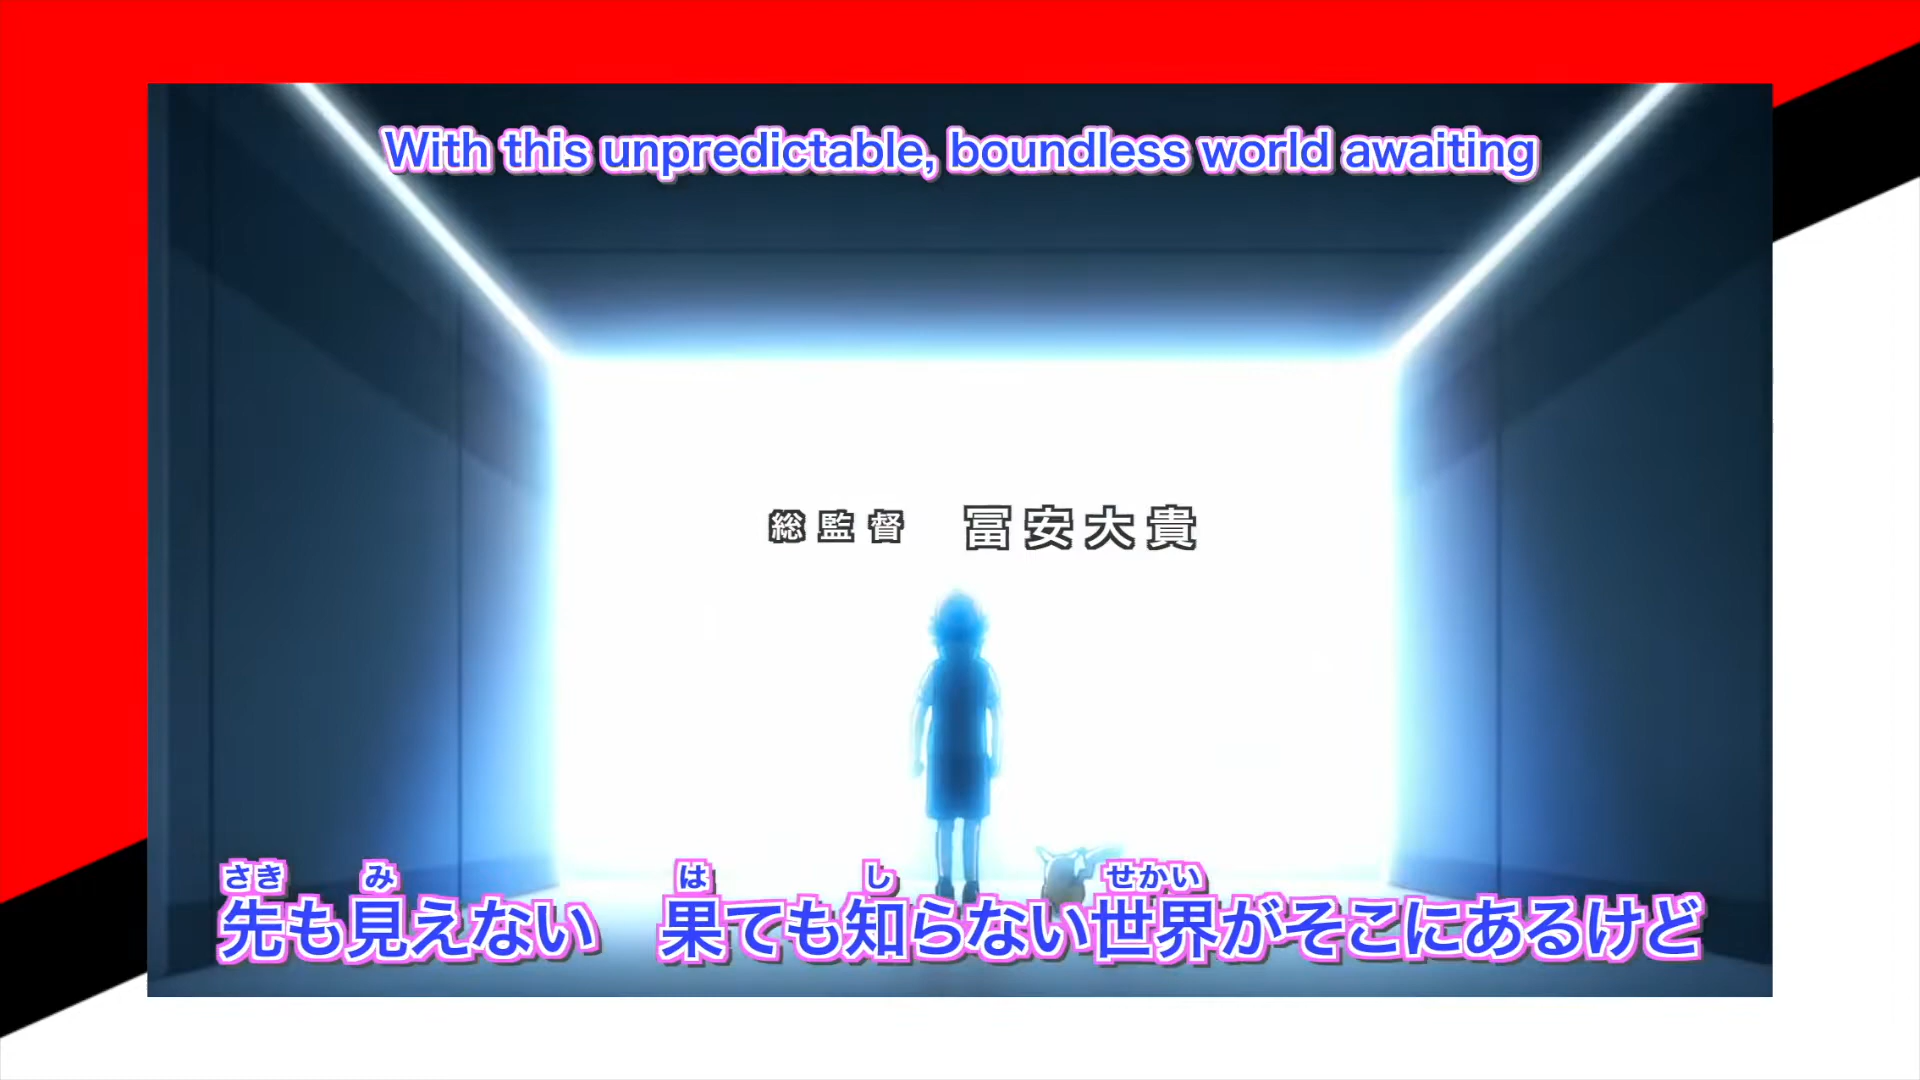 With this unpredictable, boundless world awaiting
総監督 冨安大貴
さき み は し せかい
先も見えない 果ても知らない世界がそこにあるけど